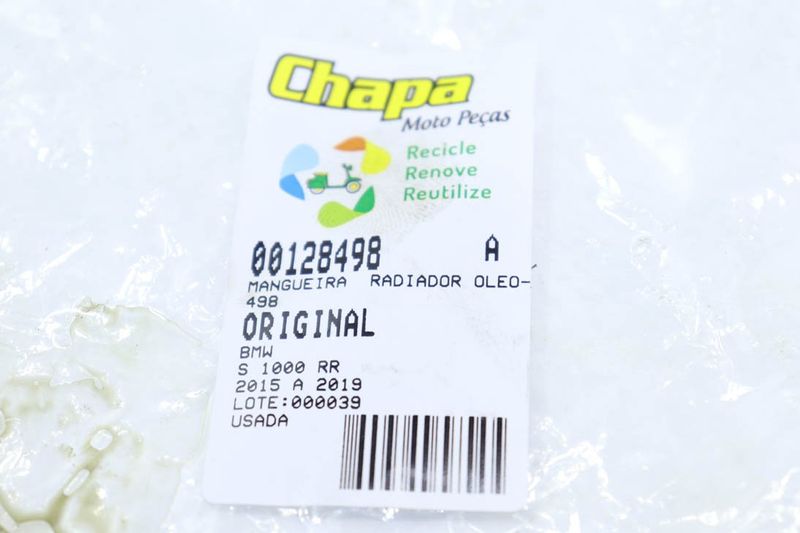 Chapa
Moto Peças
Recicle
Renove
Reutilize
00128498 A
MANGUEIRA RADIADOR OLEO-
498
ORIGINAL
BMW
S 1000 RR
2015 A 2019
LOTE:000039
USADA